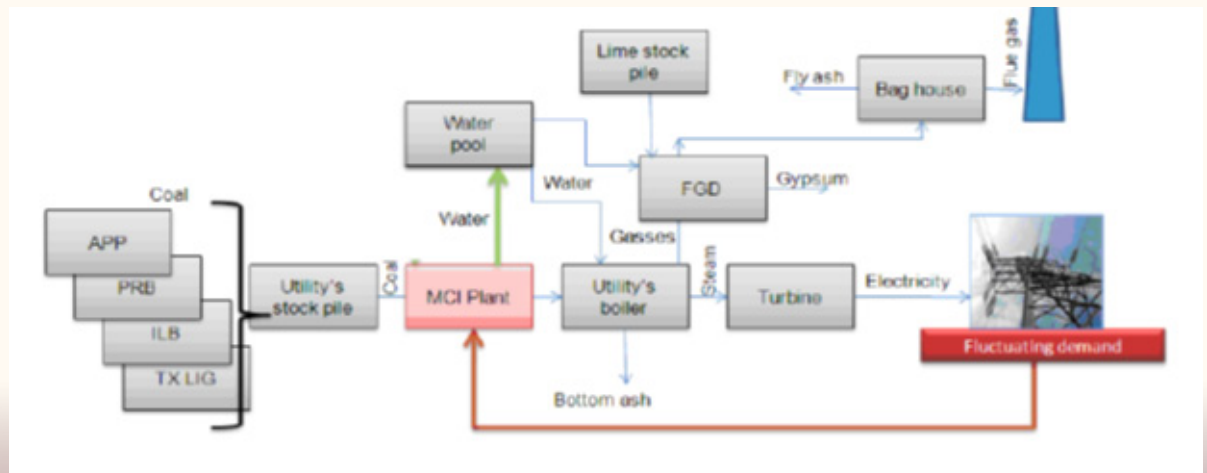 Coal
APP
PRB
ILB
TX LIG
Utility's
stock pile
Coal
MCI Plant
Water
Water
pool
Water
Lime stock
pile
FGD
Gypsum
Gasses
Utility's
boiler
Bottom ash
Steam
Turbine
Electricity
Fluctuating demand
Fly ash
Bag house
Flue gas